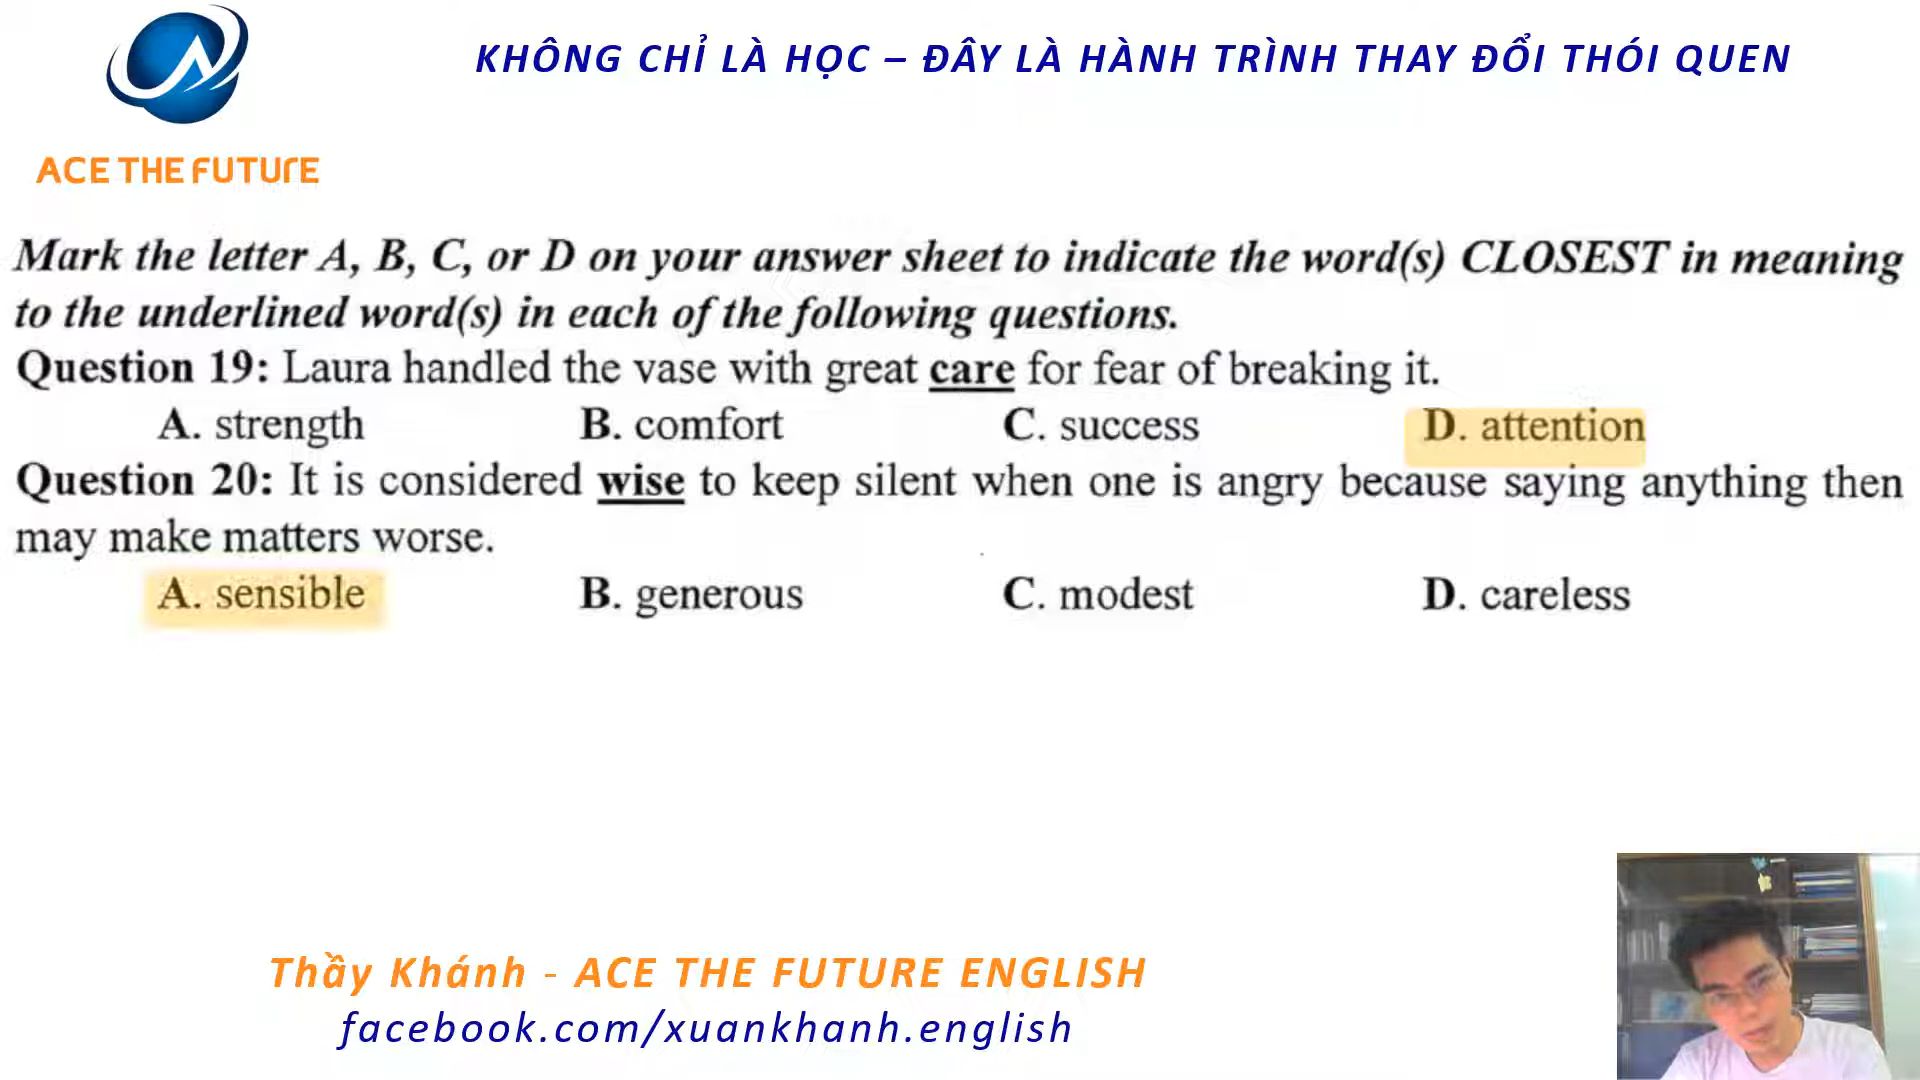 KHÔNG CHỈ LÀ HỌC – ĐÂY LÀ HÀNH TRÌNH THAY ĐỔI THÓI QUEN
ACE THE FUTURE
Mark the letter A, B, C, or D on your answer sheet to indicate the word(s) CLOSEST in meaning
to the underlined word(s) in each of the following questions.
Question 19: Laura handled the vase with great care for fear of breaking it.
A. strength B. comfort C. success D. attention
Question 20: It is considered wise to keep silent when one is angry because saying anything then
may make matters worse.
A. sensible B. generous C. modest D. careless
Thầy Khánh - ACE THE FUTURE ENGLISH
facebook.com/xuankhanh.english